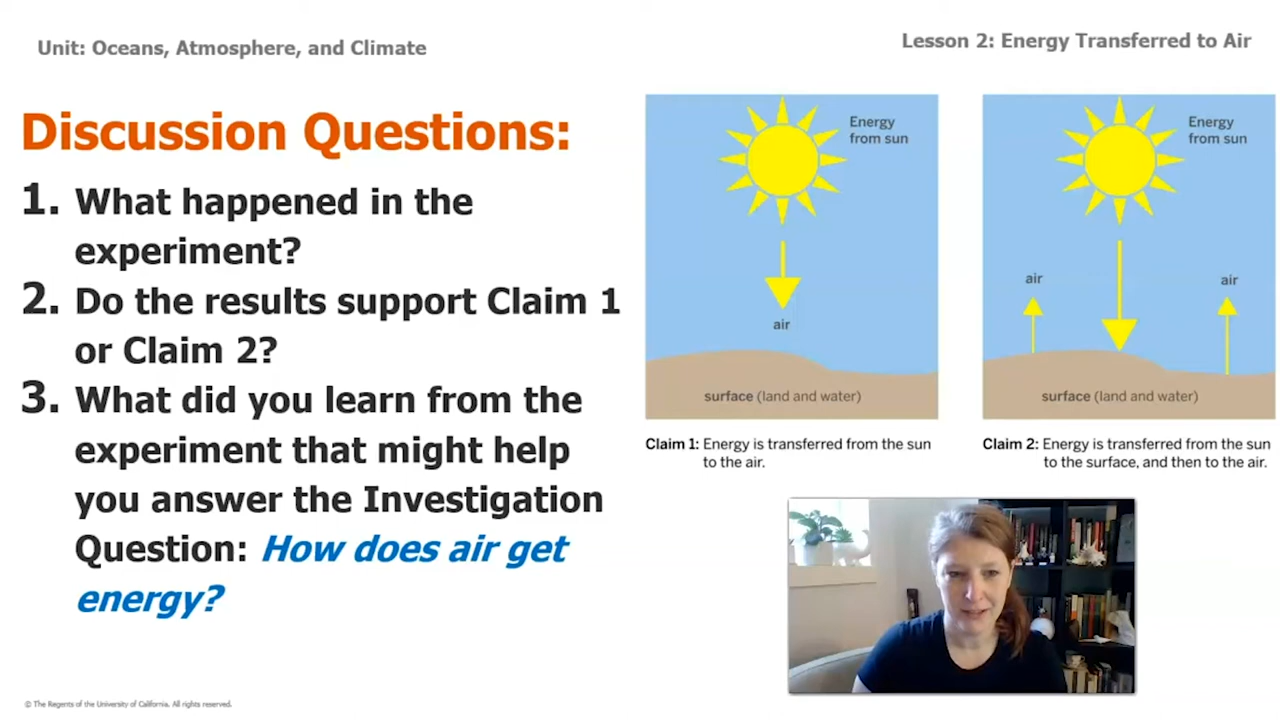 Unit: Oceans, Atmosphere, and Climate
Lesson 2: Energy Transferred to Air
Discussion Questions:
1. What happened in the
experiment?
2. Do the results support Claim 1
or Claim 2?
3. What did you learn from the
experiment that might help
you answer the Investigation
Question: How does air get
energy?
Energy
from sun
air
surface (land and water)
Claim 1: Energy is transferred from the sun
to the air.
Energy
from sun
air
air
surface (land and water)
Claim 2: Energy is transferred from the sun
to the surface, and then to the air.
© The Regents of the University of California. All rights reserved.